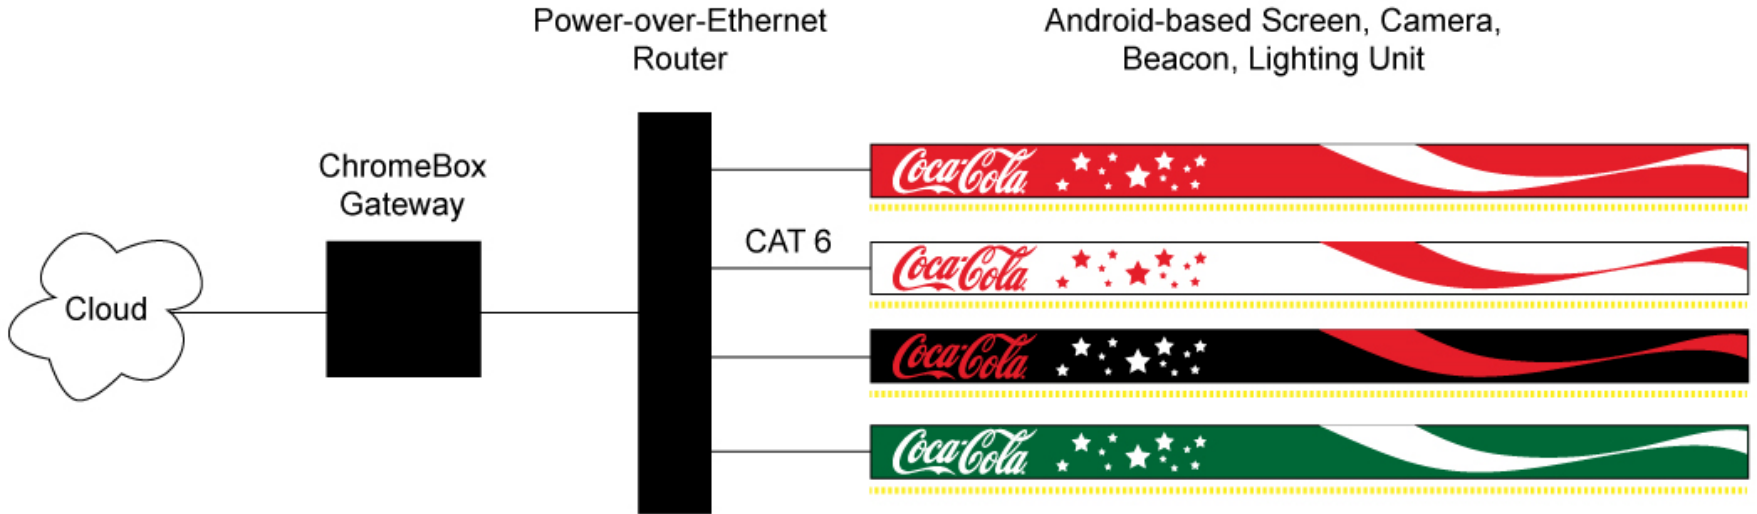 Power-over-Ethernet
Router
Android-based Screen, Camera,
Beacon, Lighting Unit
ChromeBox
Gateway
Cloud
CAT 6
Coca-Cola
Coca-Cola
Coca-Cola
Coca-Cola